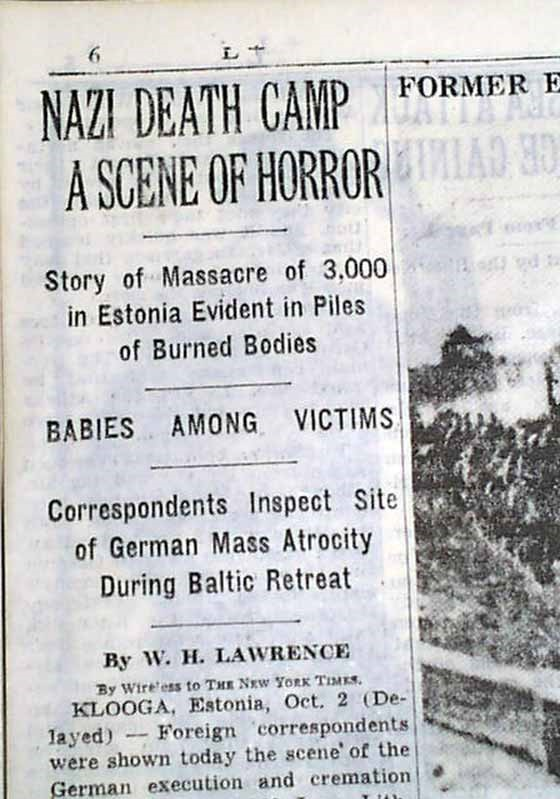 6
L +
NAZI DEATH CAMP
A SCENE OF HORROR
Story of Massacre of 3,000
in Estonia Evident in Piles
of Burned Bodies
BABIES AMONG VICTIMS
Correspondents Inspect Site
of German Mass Atrocity
During Baltic Retreat
By W. H. LAWRENCE
By Wireless to THE NEW YORK TIMES.
KLOOGA, Estonia, Oct. 2 (De-
layed) — Foreign correspondents
were shown today the scene of the
German execution and cremation
FORMER E